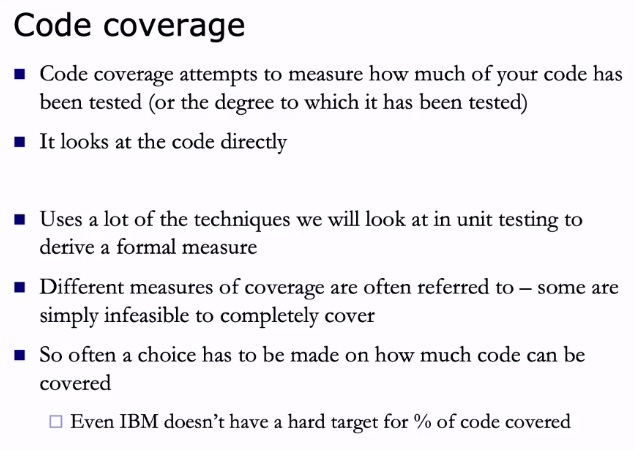 Code coverage
Code coverage attempts to measure how much of your code has
been tested (or the degree to which it has been tested)
It looks at the code directly
Uses a lot of the techniques we will look at in unit testing to
derive a formal measure
Different measures of coverage are often referred to – some are
simply infeasible to completely cover
So often a choice has to be made on how much code can be
covered
Even IBM doesn't have a hard target for % of code covered